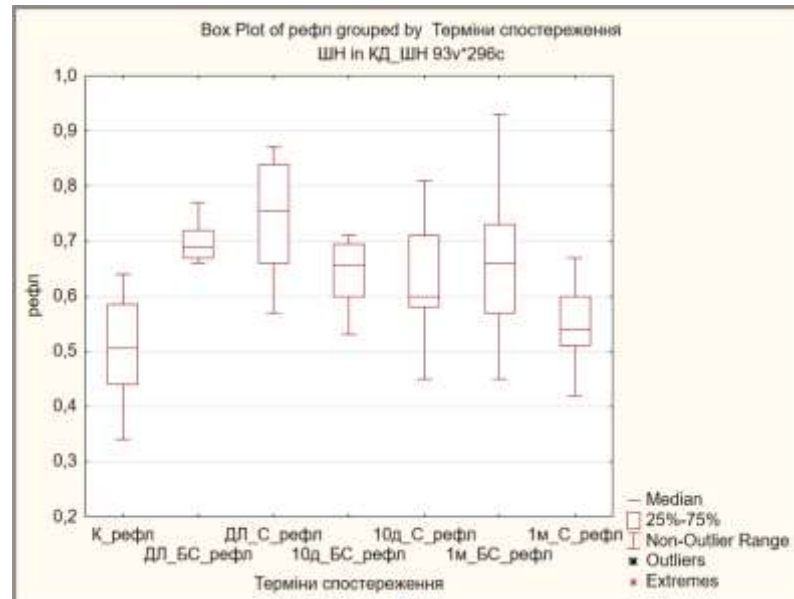 Box Plot of рефл grouped by Терміни спостереження
ШН in КД_ШН 93v*296c
1,0
0,9
0,8
0,7
0,6
0,5
0,4
0,3
0,2
рефл
К_рефл
ДЛ_С_рефл
10д_С_рефл
1м_С_рефл
ДЛ_БС_рефл
10д_БС_рефл
1м_БС_рефл
Терміни спостереження
Median
25%-75%
Non-Outlier Range
Outliers
Extremes